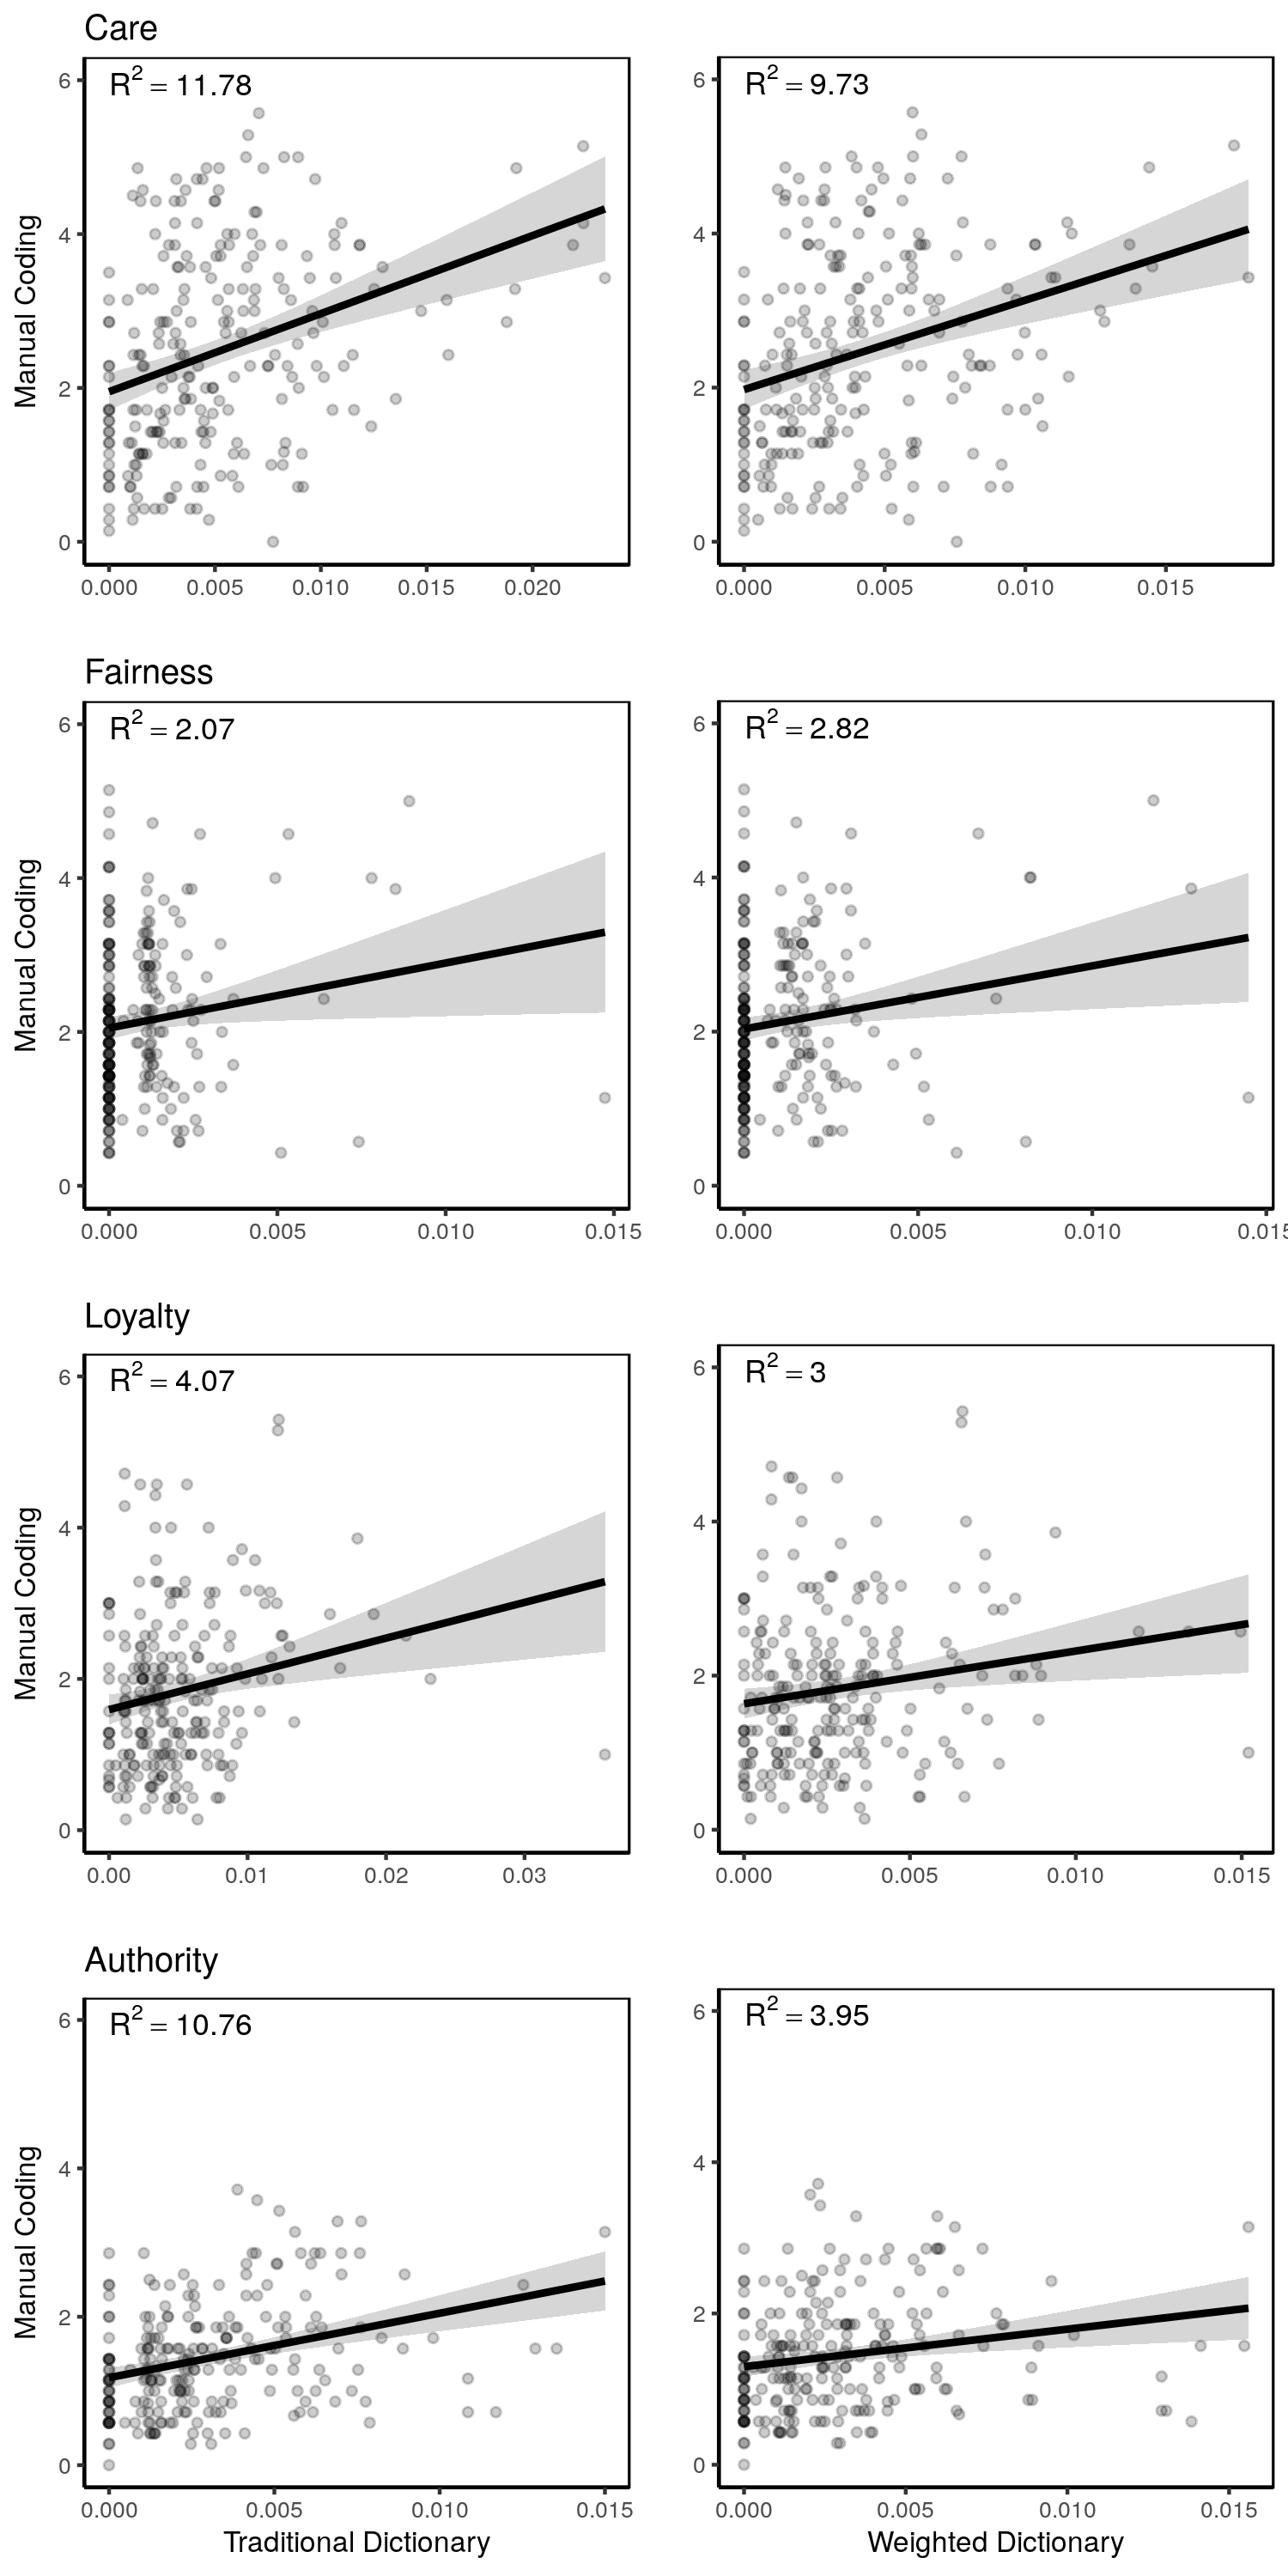 Care
R² = 11.78
R² = 9.73
Manual Coding
6
4
2
0
6
4
2
0
0.000 0.005 0.010 0.015 0.020
0.000 0.005 0.010 0.015
Fairness
R² = 2.07
R² = 2.82
Manual Coding
6
4
2
0
6
4
2
0
0.000 0.005 0.010 0.015
0.000 0.005 0.010 0.015
Loyalty
R² = 4.07
R² = 3
Manual Coding
6
4
2
0
6
4
2
0
0.00 0.01 0.02 0.03
0.000 0.005 0.010 0.015
Authority
R² = 10.76
R² = 3.95
Manual Coding
6
4
2
0
6
4
2
0
0.000 0.005 0.010 0.015
0.000 0.005 0.010 0.015
Traditional Dictionary
Weighted Dictionary